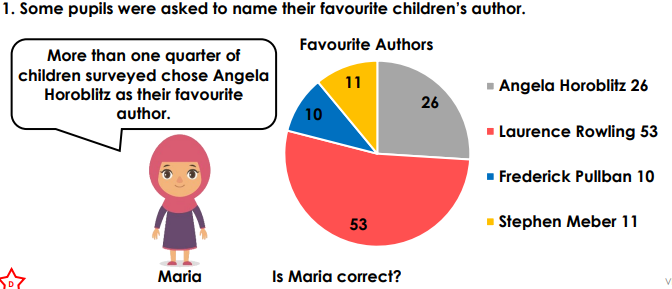 1. Some pupils were asked to name their favourite children’s author.
More than one quarter of
children surveyed chose Angela
Horoblitz as their favourite
author.
Favourite Authors
11
26
10
53
Angela Horoblitz 26
Laurence Rowling 53
Frederick Pullban 10
Stephen Meber 11
D
Maria
Is Maria correct?
V